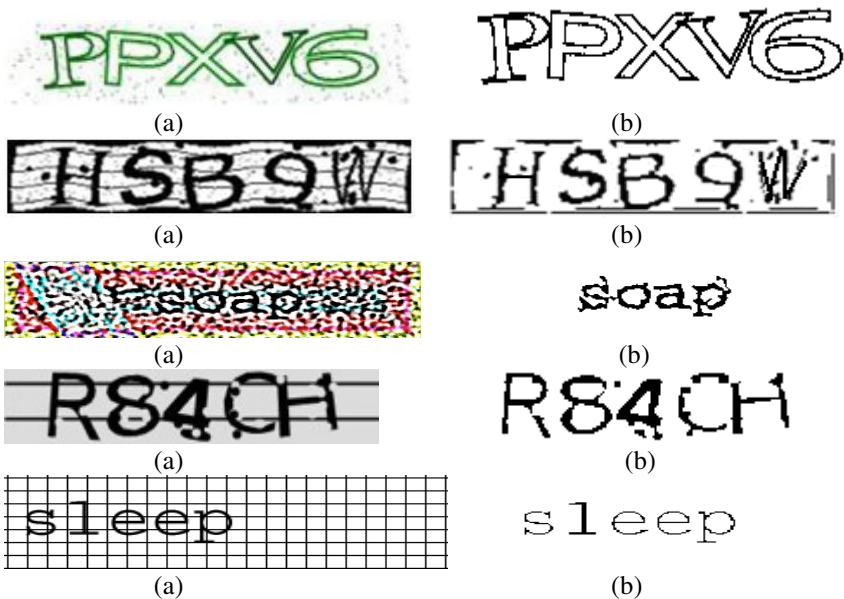 PPXV6 PPXV6
(a) (b)
HSB9W HSB9W
(a) (b)
soap soap
(a) (b)
R84CH R84CH
(a) (b)
sleep sleep
(a) (b)